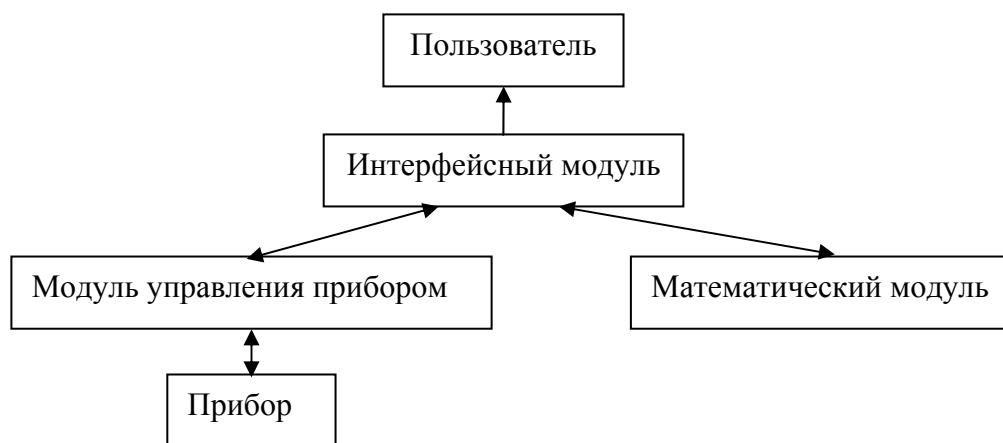 Пользователь
Интерфейсный модуль
Модуль управления прибором
Математический модуль
Прибор